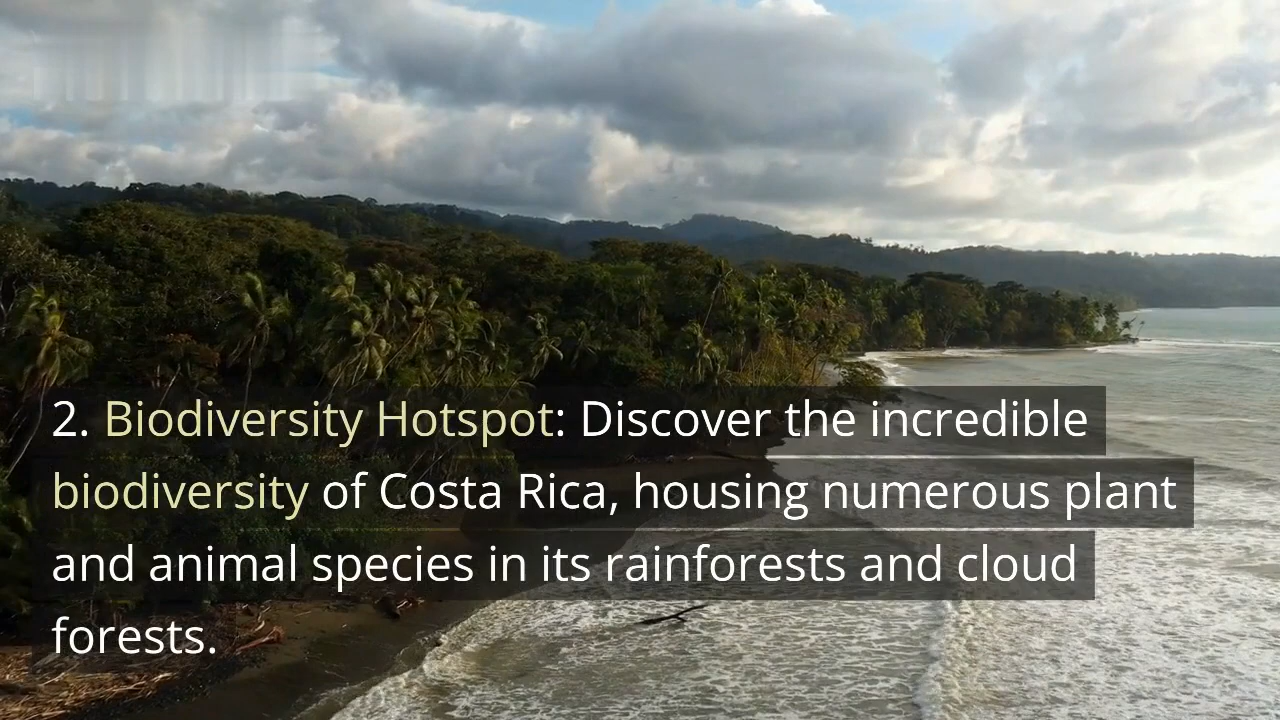 2. Biodiversity Hotspot: Discover the incredible
biodiversity of Costa Rica, housing numerous plant
and animal species in its rainforests and cloud
forests.